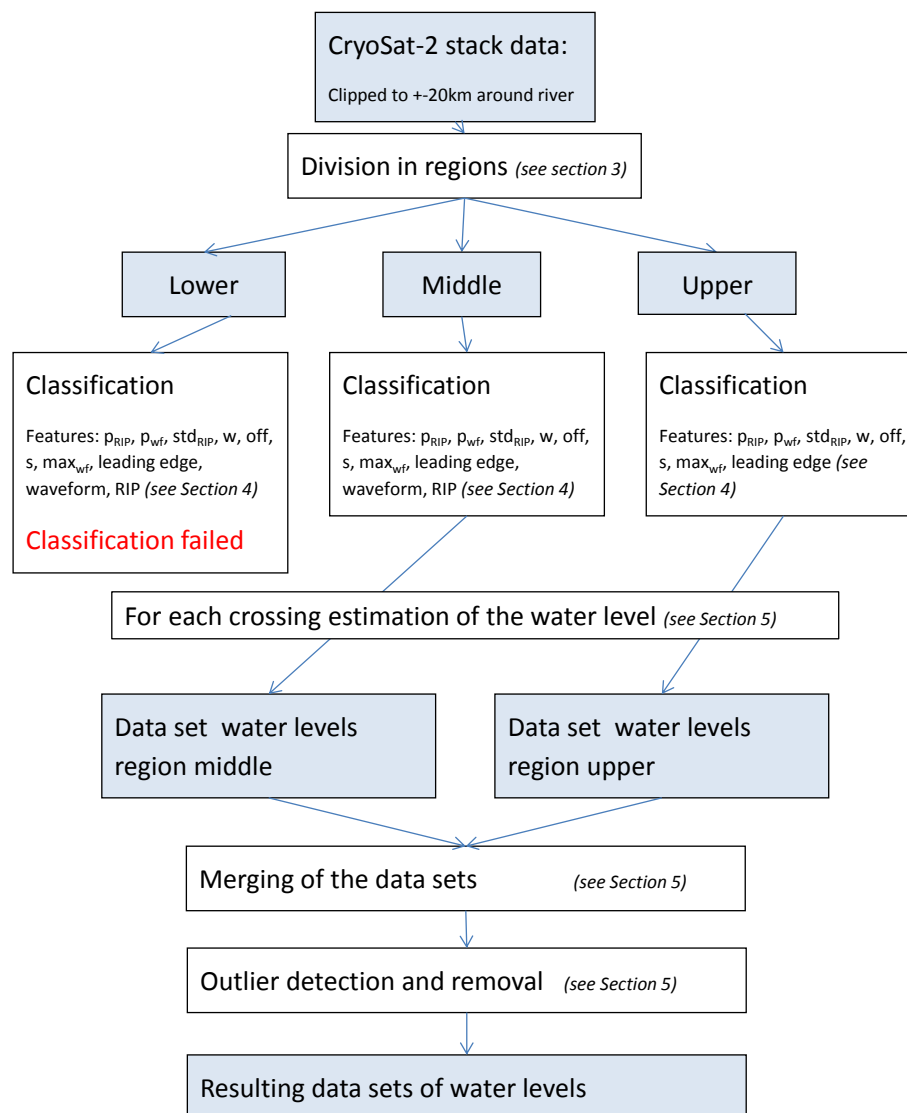 CryoSat-2 stack data:
Clipped to +-20km around river
Division in regions (see section 3)
Lower
Middle
Upper
Classification
Features: pRIP, pwf, stdRIP, w, off,
s, maxwf, leading edge,
waveform, RIP (see Section 4)
Classification failed
Classification
Features: pRIP, pwf, stdRIP, w, off,
s, maxwf, leading edge,
waveform, RIP (see Section 4)
Classification
Features: pRIP, pwf, stdRIP, w, off,
s, maxwf, leading edge (see
Section 4)
For each crossing estimation of the water level (see Section 5)
Data set water levels
region middle
Data set water levels
region upper
Merging of the data sets (see Section 5)
Outlier detection and removal (see Section 5)
Resulting data sets of water levels